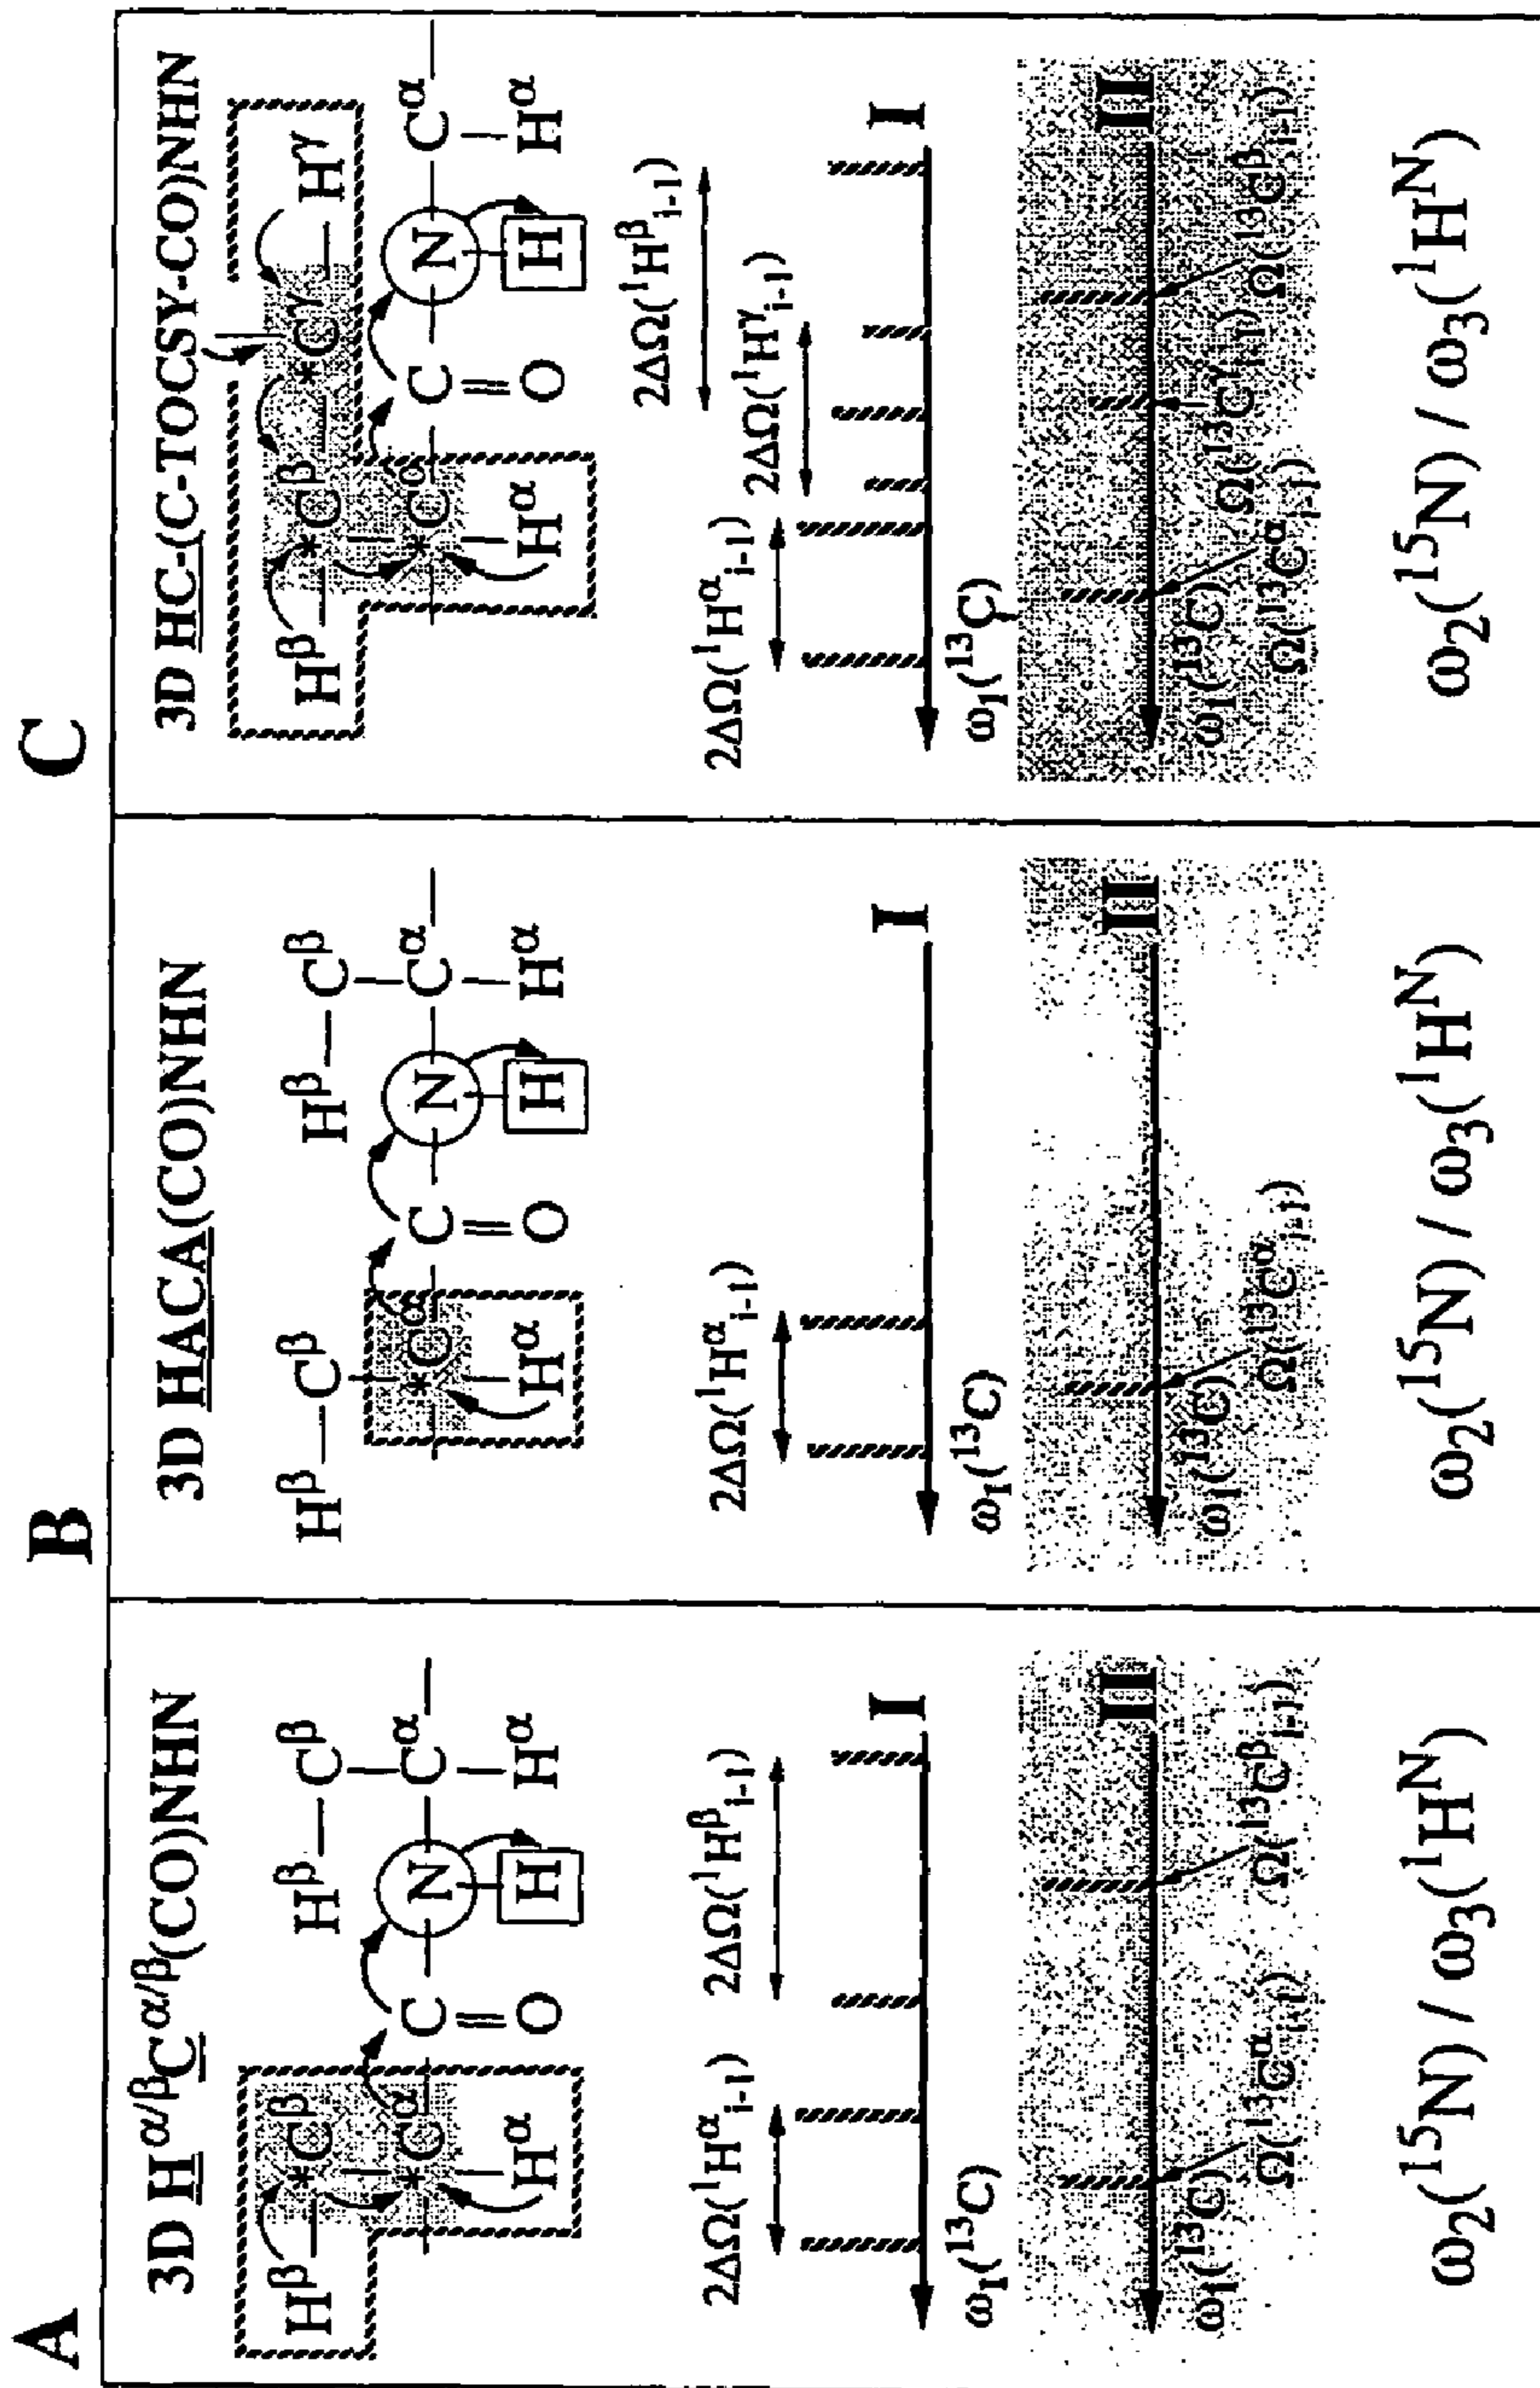 A
3D H^α/β C^α/β(CO)NHN
H^β
*C^β
*C^α
H^α
C
O
N
H
H^β
C^β
C^α
H^α
2ΔΩ(¹H^α_i-1)
2ΔΩ(¹H^β_i-1)
I
ω₁(¹³C)
II
ω₁(¹³C)
Ω(¹³C^α_i-1)
Ω(¹³C^β_i-1)
ω₂(¹⁵N) / ω₃(¹H^N)
B
3D HACA(CO)NHN
H^β
C^β
*C^α
H^α
C
O
N
H
H^β
C^β
C^α
H^α
2ΔΩ(¹H^α_i-1)
I
ω₁(¹³C)
II
ω₁(¹³C)
Ω(¹³C^α_i-1)
ω₂(¹⁵N) / ω₃(¹H^N)
C
3D HC-(C-TOCSY-CO)NHN
H^β
*C^β
*C^γ
H^γ
*C^α
H^α
C
O
N
H
C^α
H^α
2ΔΩ(¹H^β_i-1)
2ΔΩ(¹H^γ_i-1)
2ΔΩ(¹H^α_i-1)
I
ω₁(¹³C)
II
ω₁(¹³C)
Ω(¹³C^α_i-1)
Ω(¹³C^γ_i-1)
Ω(¹³C^β_i-1)
ω₂(¹⁵N) / ω₃(¹H^N)